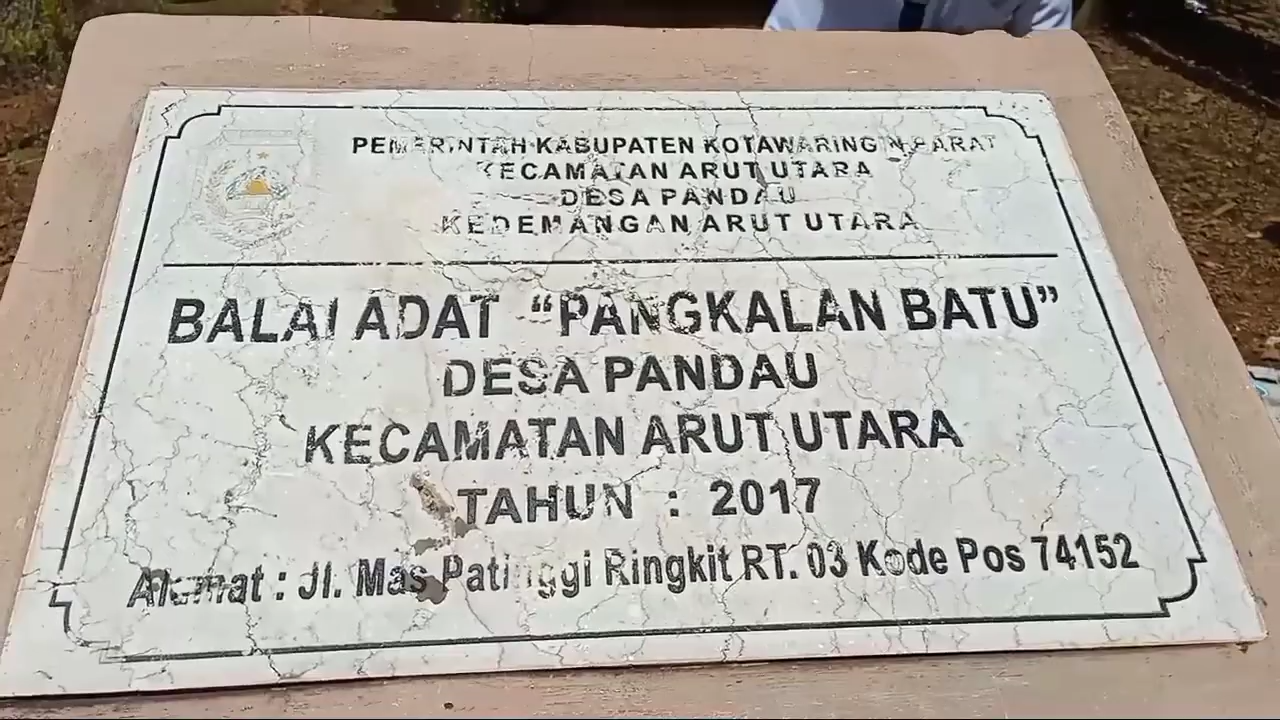 PEMERINTAH KABUPATEN KOTAWARINGIN BARAT
KECAMATAN ARUT UTARA
DESA PANDAU
KEDEMANGAN ARUT UTARA
BALAI ADAT "PANGKALAN BATU"
DESA PANDAU
KECAMATAN ARUT UTARA
TAHUN : 2017
Alamat : Jl. Mas Patinggi Ringkit RT. 03 Kode Pos 74152